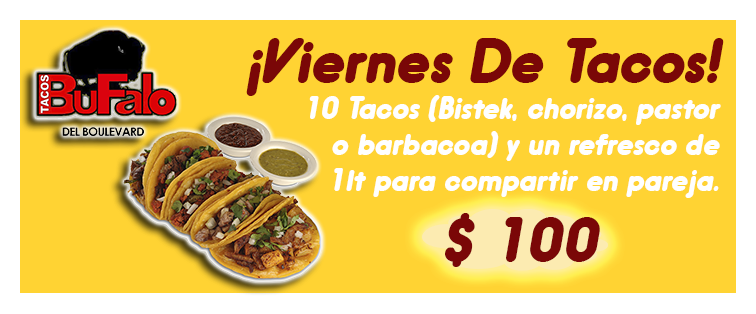 TACOS
BuFalo
DEL BOULEVARD
¡Viernes De Tacos!
10 Tacos (Bistek, chorizo, pastor
o barbacoa) y un refresco de
1lt para compartir en pareja.
$ 100